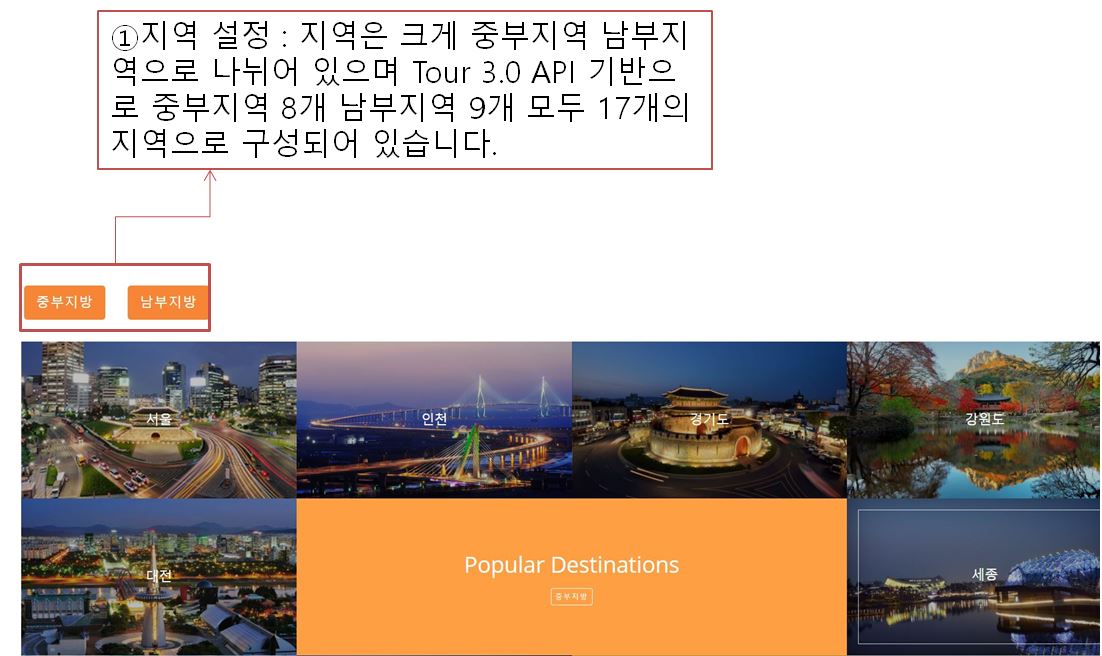 ①지역 설정 : 지역은 크게 중부지역 남부지
역으로 나뉘어 있으며 Tour 3.0 API 기반으
로 중부지역 8개 남부지역 9개 모두 17개의
지역으로 구성되어 있습니다.
중부지방 남부지방
서울 인천 경기도 강원도
Popular Destinations
대전 세종
중부지방